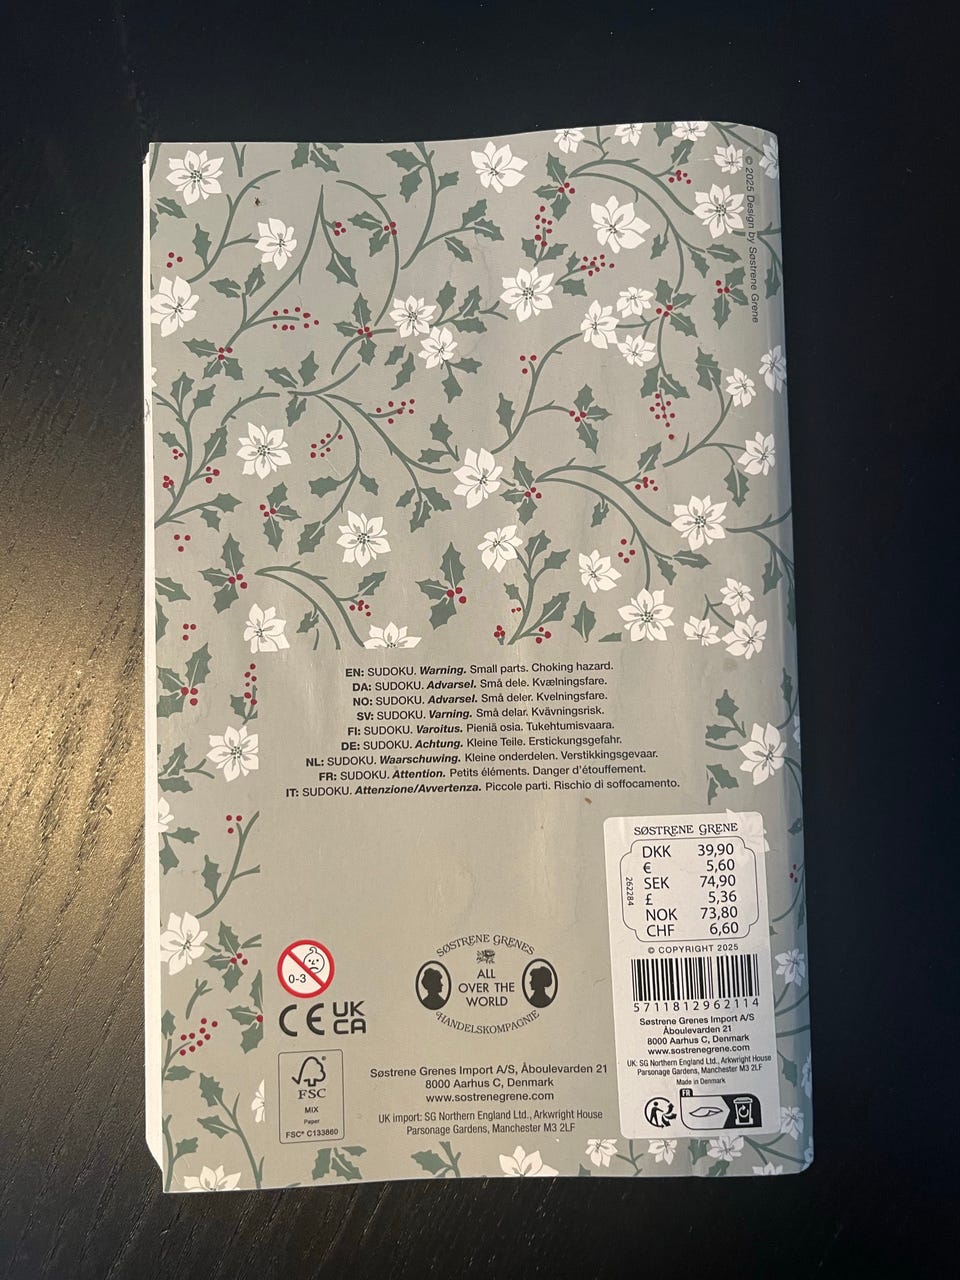 © 2025 Design by Søstrene Grene
EN: SUDOKU. Warning. Small parts. Choking hazard.
DA: SUDOKU. Advarsel. Små dele. Kvælningsfare.
NO: SUDOKU. Advarsel. Små deler. Kvelningsfare.
SV: SUDOKU. Varning. Små delar. Kvävningsrisk.
FI: SUDOKU. Varoitus. Pieniä osia. Tukehtumisvaara.
DE: SUDOKU. Achtung. Kleine Teile. Erstickungsgefahr.
NL: SUDOKU. Waarschuwing. Kleine onderdelen. Verstikkingsgevaar.
FR: SUDOKU. Attention. Petits éléments. Danger d'étouffement.
IT: SUDOKU. Attenzione/Avvertenza. Piccole parti. Rischio di soffocamento.
SØSTRENE GRENE
DKK 39,90
€ 5,60
SEK 74,90
£ 5,36
NOK 73,80
CHF 6,60
262284
© COPYRIGHT 2025
5711812962114
Søstrene Grenes Import A/S
Åboulevarden 21
8000 Aarhus C, Denmark
www.sostrenegrene.com
UK: SG Northern England Ltd., Arkwright House
Parsonage Gardens, Manchester M3 2LF
Made in Denmark
FR
0-3
CE
UK
CA
SØSTRENE GRENES
ALL
OVER THE
WORLD
HANDELSKOMPAGNIE
FSC
MIX
Paper
FSC® C133860
Søstrene Grenes Import A/S, Åboulevarden 21
8000 Aarhus C, Denmark
www.sostrenegrene.com
UK import: SG Northern England Ltd., Arkwright House
Parsonage Gardens, Manchester M3 2LF